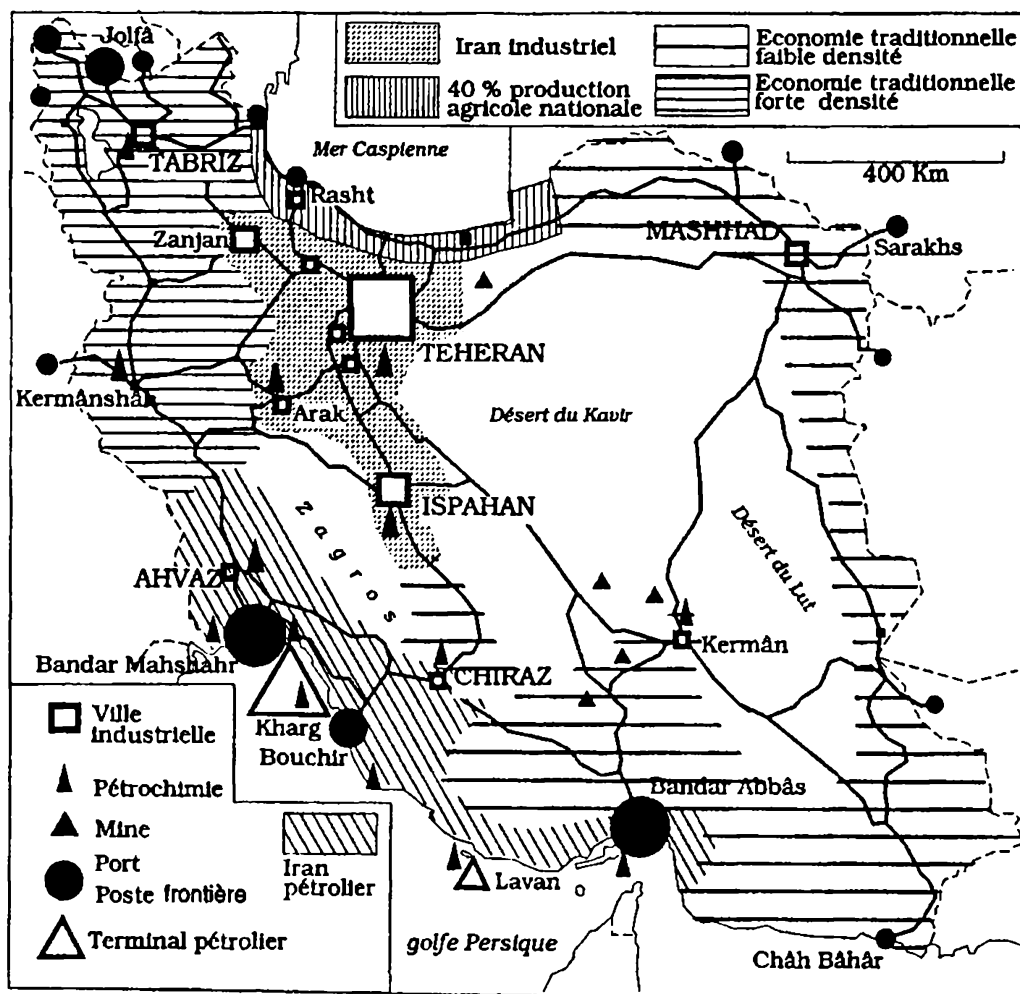 Jolfâ
Iran industriel
40 % production
agricole nationale
Economie traditionnelle
faible densité
Economie traditionnelle
forte densité
400 Km
Mer Caspienne
TABRIZ
Rasht
Zanjan
MASHHAD
Sarakhs
TEHERAN
Kermânshâh
Arak
Désert du Kavir
ISPAHAN
Zagros
Désert du Lut
AHVAZ
Kermân
Bandar Mahshahr
CHIRAZ
Kharg
Bouchir
Bandar Abbâs
Lavan
golfe Persique
Châh Bâhâr
Ville
industrielle
Pétrochimie
Mine
Port
Poste frontière
Terminal pétrolier
Iran
pétrolier